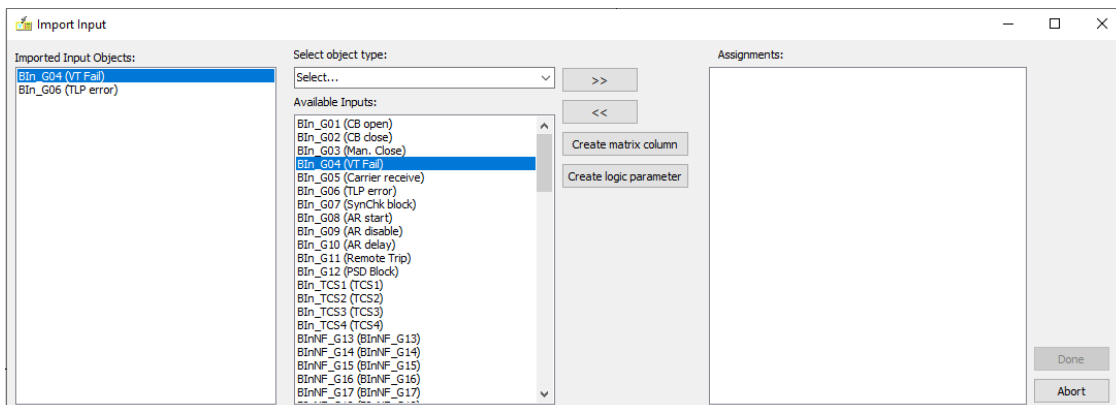 Import Input
Imported Input Objects:
BIn_G04 (VT Fail)
BIn_G06 (TLP error)
Select object type:
Select...
Available Inputs:
BIn_G01 (CB open)
BIn_G02 (CB close)
BIn_G03 (Man. Close)
BIn_G04 (VT Fail)
BIn_G05 (Carrier receive)
BIn_G06 (TLP error)
BIn_G07 (SynChk block)
BIn_G08 (AR start)
BIn_G09 (AR disable)
BIn_G10 (AR delay)
BIn_G11 (Remote Trip)
BIn_G12 (PSD Block)
BIn_TCS1 (TCS1)
BIn_TCS2 (TCS2)
BIn_TCS3 (TCS3)
BIn_TCS4 (TCS4)
BInNF_G13 (BInNF_G13)
BInNF_G14 (BInNF_G14)
BInNF_G15 (BInNF_G15)
BInNF_G16 (BInNF_G16)
BInNF_G17 (BInNF_G17)
>>
<<
Create matrix column
Create logic parameter
Assignments:
Done
Abort